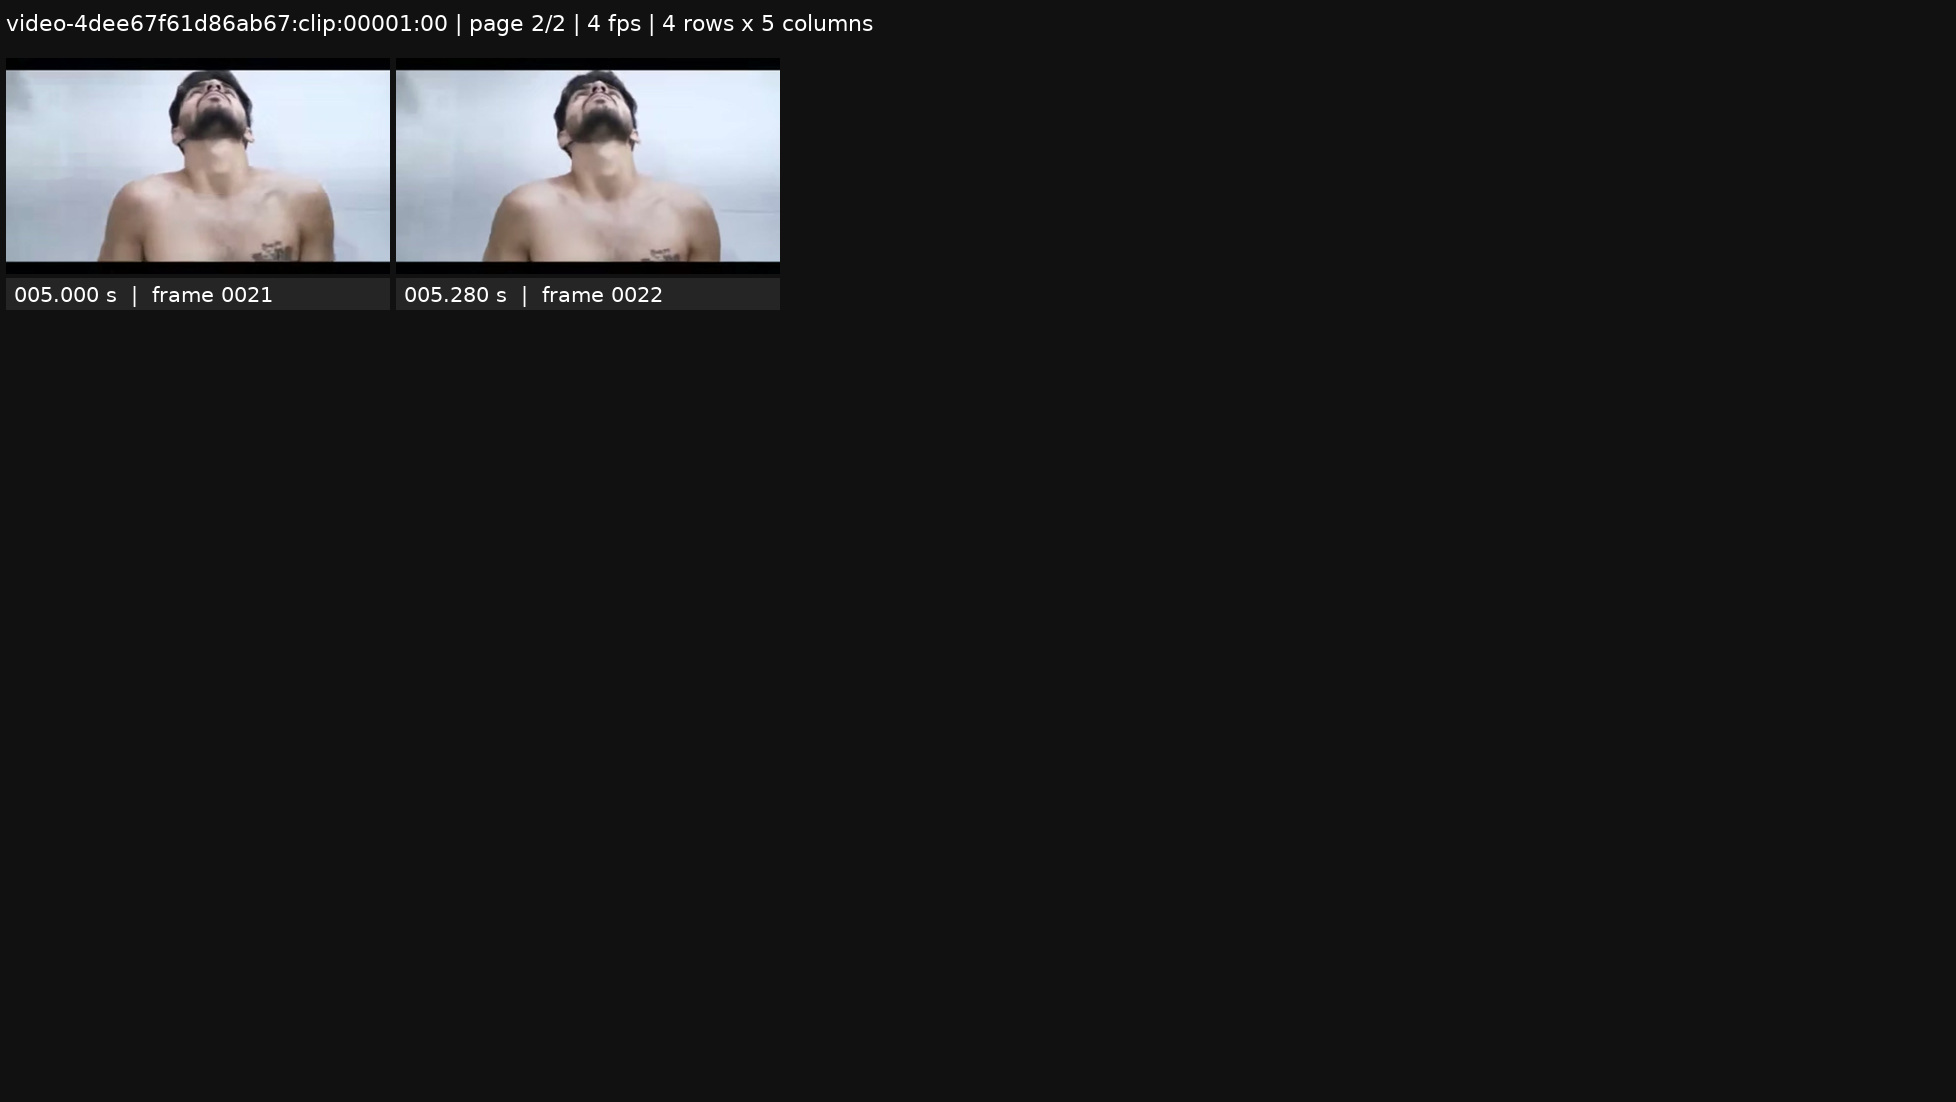 video-4dee67f61d86ab67:clip:00001:00 | page 2/2 | 4 fps | 4 rows x 5 columns
005.000 s | frame 0021
005.280 s | frame 0022